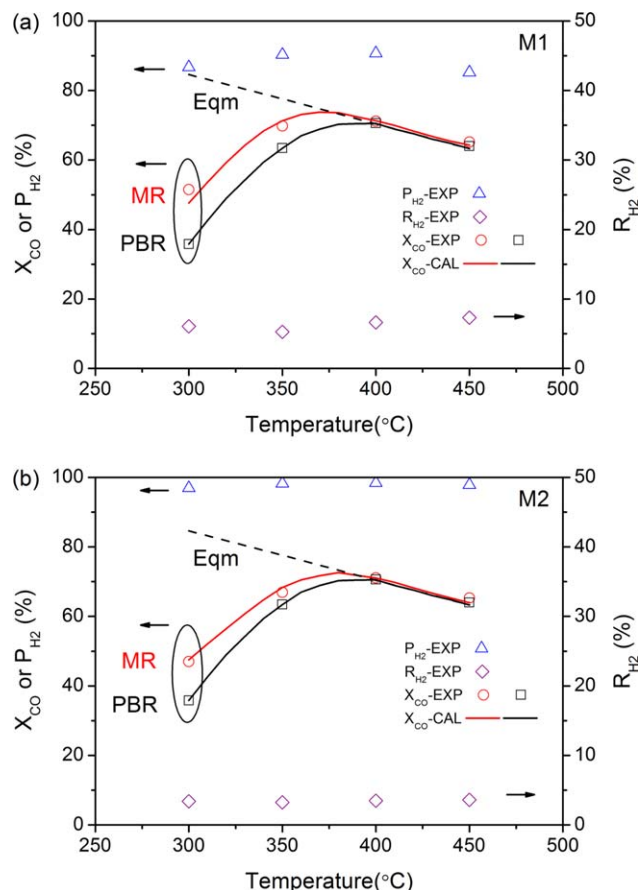 (a)
M1
100
80
60
40
20
0
X_CO or P_H2 (%)
50
40
30
20
10
0
R_H2 (%)
Eqm
MR
PBR
P_H2-EXP
R_H2-EXP
X_CO-EXP
X_CO-CAL
250 300 350 400 450 500
Temperature(°C)
(b)
M2
100
80
60
40
20
0
X_CO or P_H2 (%)
50
40
30
20
10
0
R_H2 (%)
Eqm
MR
PBR
P_H2-EXP
R_H2-EXP
X_CO-EXP
X_CO-CAL
250 300 350 400 450 500
Temperature(°C)